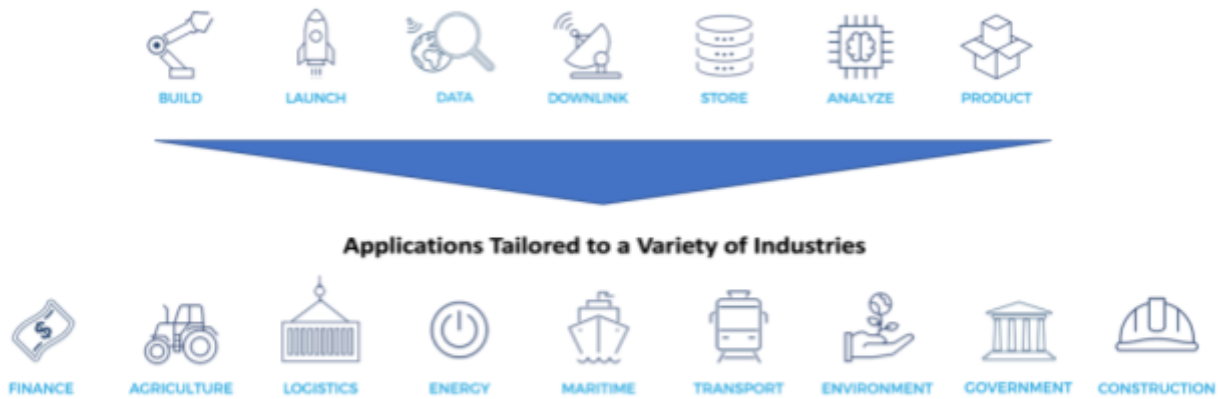 BUILD LAUNCH DATA DOWNLINK STORE ANALYZE PRODUCT
Applications Tailored to a Variety of Industries
$
FINANCE AGRICULTURE LOGISTICS ENERGY MARITIME TRANSPORT ENVIRONMENT GOVERNMENT CONSTRUCTION